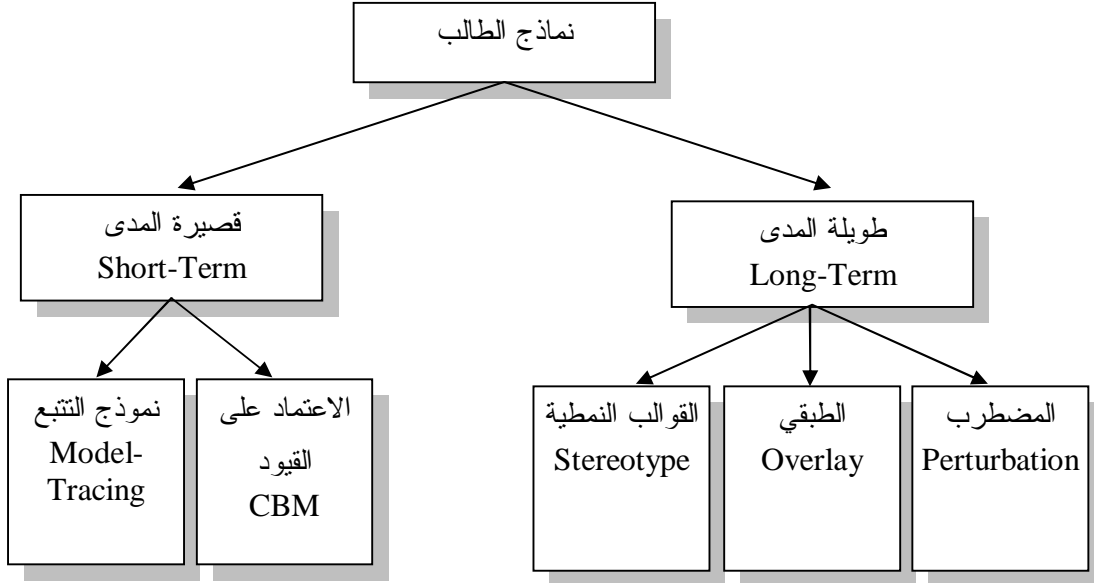 نماذج الطالب
قصيرة المدى
Short-Term
طويلة المدى
Long-Term
نموذج التتبع
Model-
Tracing
الاعتماد على
القيود
CBM
القوالب النمطية
Stereotype
الطبقي
Overlay
المضطرب
Perturbation